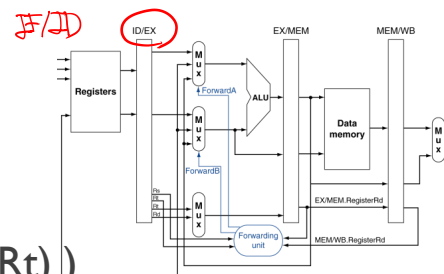 IF/ID
ID/EX
EX/MEM
MEM/WB
Registers
M
u
x
ForwardA
ALU
M
u
x
ForwardB
Data
memory
M
u
x
Rs
Rt
Rt
Rd
M
u
x
EX/MEM.RegisterRd
Forwarding
unit
MEM/WB.RegisterRd
Rt) )